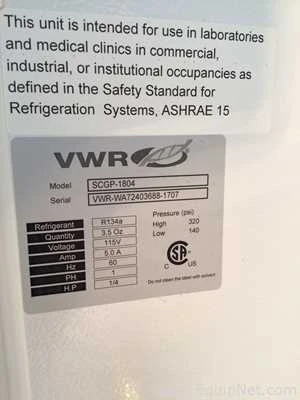 This unit is intended for use in laboratories
and medical clinics in commercial,
industrial, or institutional occupancies as
defined in the Safety Standard for
Refrigeration Systems, ASHRAE 15
VWR
Model SCGP-1804
Serial VWR-WA72403688-1707
Refrigerant R134a
Quantity 3.5 Oz
Voltage 115V
Amp 5.0 A
Hz 60
PH 1
H.P 1/4
Pressure (psi)
High 320
Low 140
C US
Do not clean the label with solvent
EquipNet.com